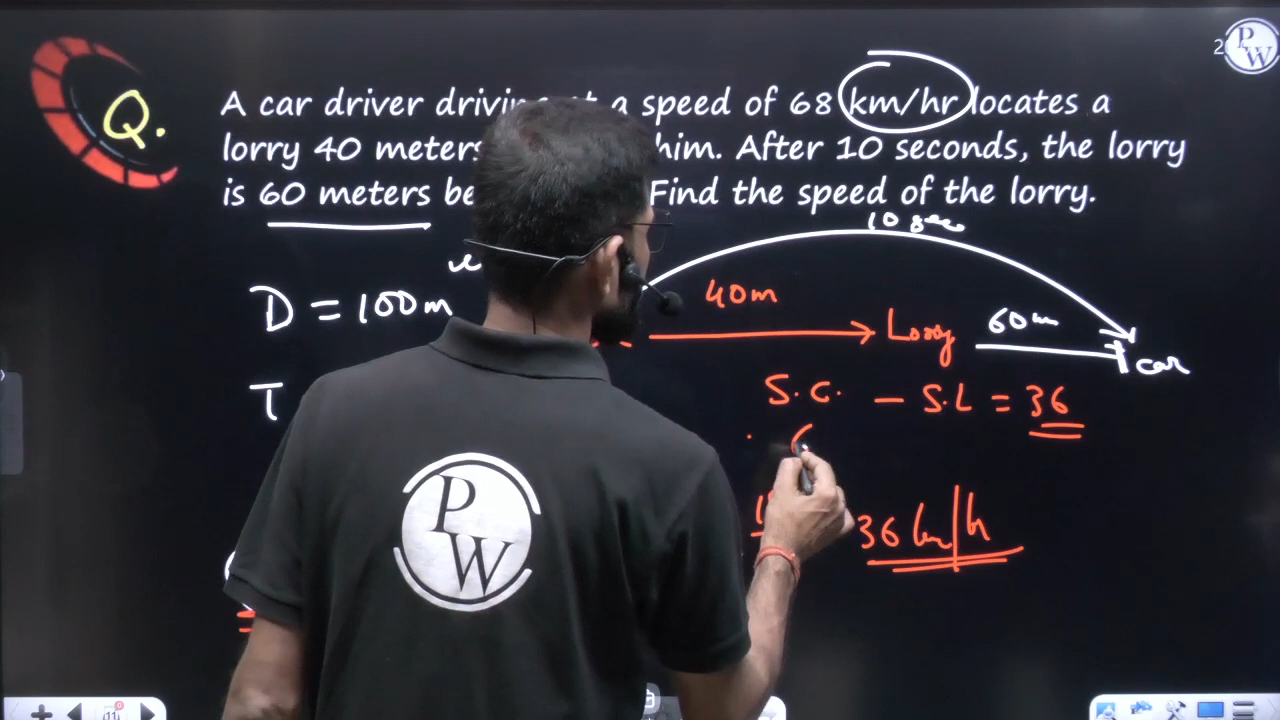 2
PW
Q.
A car driver driving at a speed of 68 km/hr locates a
lorry 40 meters him. After 10 seconds, the lorry
is 60 meters be Find the speed of the lorry.
10 sec
D = 100m
40m
Lorry
60m
car
T
S.C. - S.L = 36
36 km/h
PW